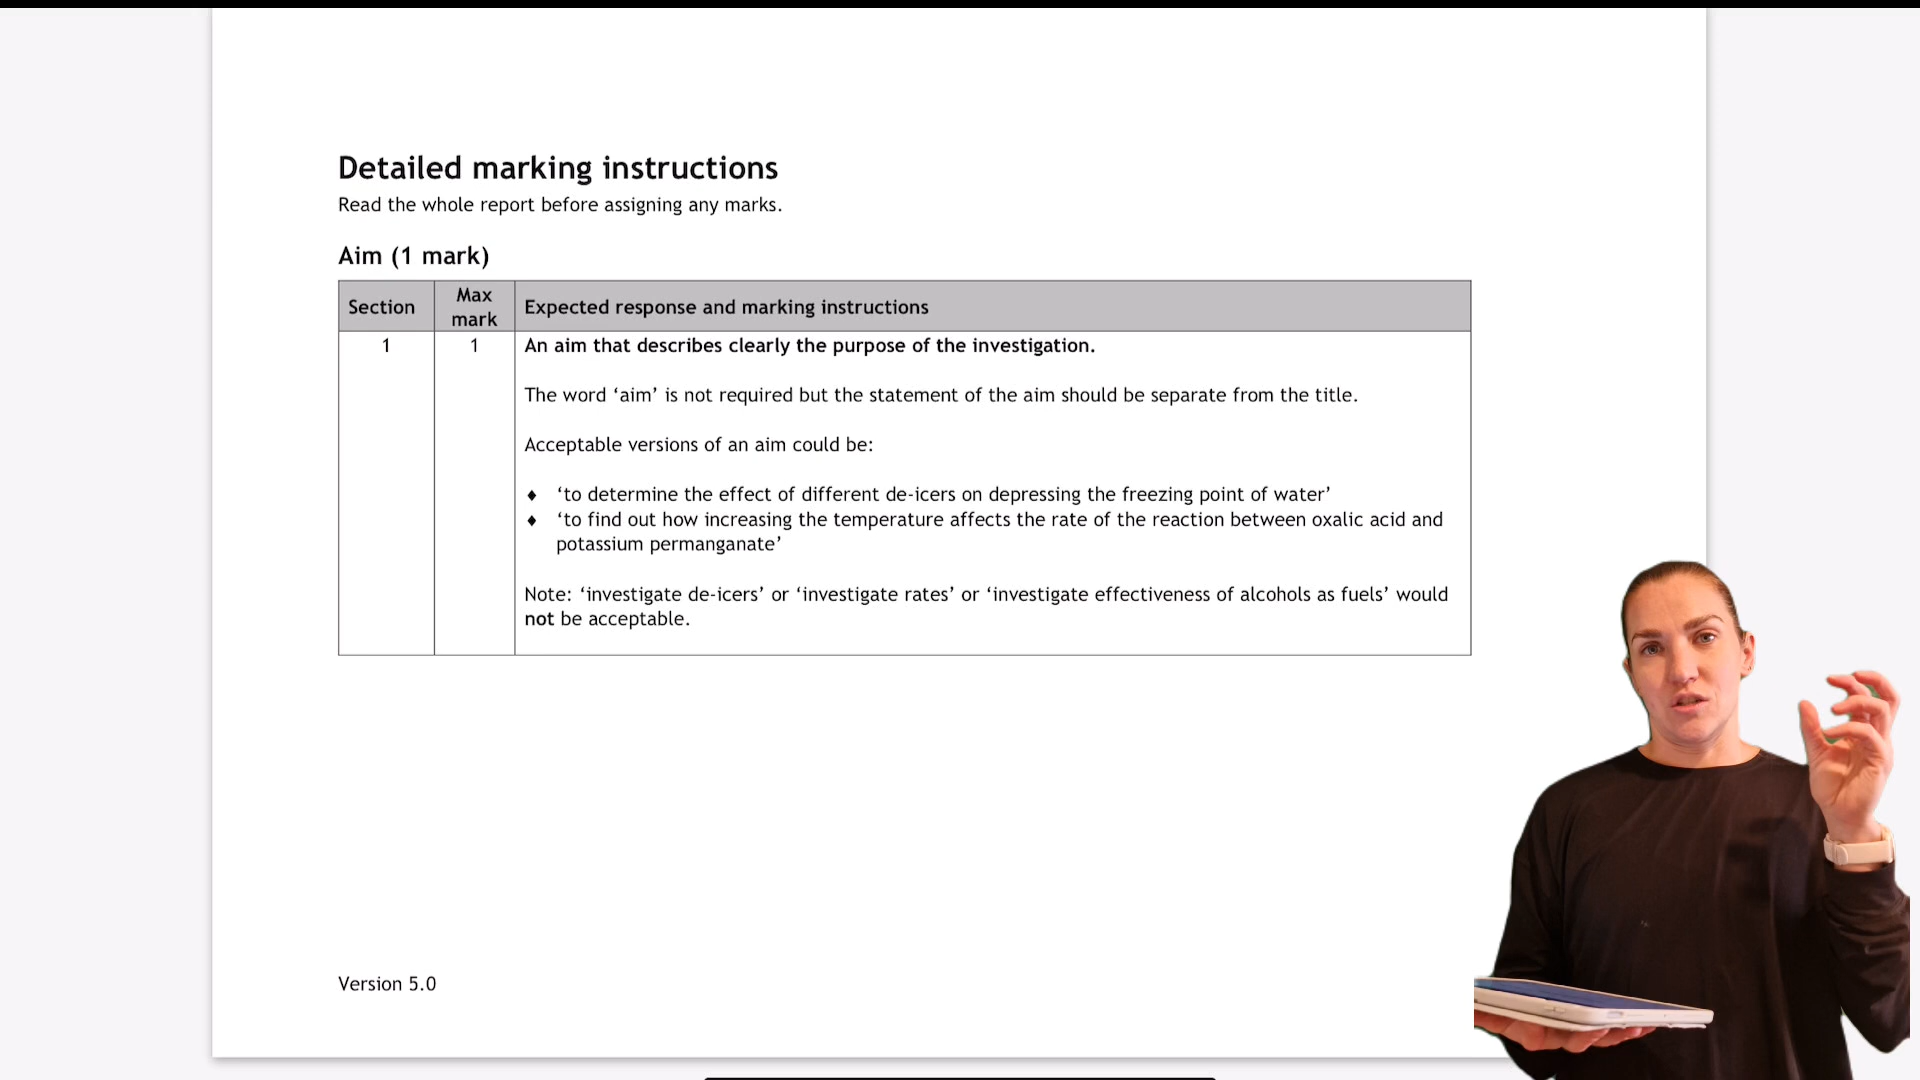 Detailed marking instructions
Read the whole report before assigning any marks.
Aim (1 mark)
Section
Max
mark
Expected response and marking instructions
1
1
An aim that describes clearly the purpose of the investigation.
The word ‘aim’ is not required but the statement of the aim should be separate from the title.
Acceptable versions of an aim could be:
♦ ‘to determine the effect of different de-icers on depressing the freezing point of water’
♦ ‘to find out how increasing the temperature affects the rate of the reaction between oxalic acid and
potassium permanganate’
Note: ‘investigate de-icers’ or ‘investigate rates’ or ‘investigate effectiveness of alcohols as fuels’ would
not be acceptable.
Version 5.0